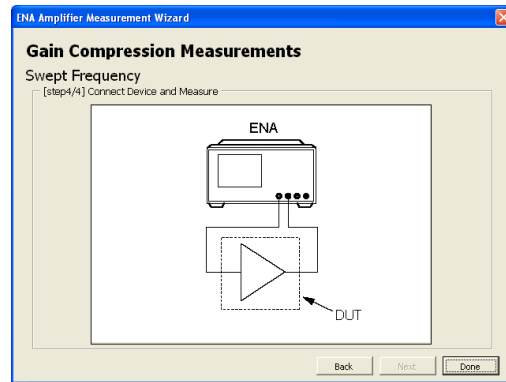 ENA Amplifier Measurement Wizard
Gain Compression Measurements
Swept Frequency
[step4/4] Connect Device and Measure
ENA
DUT
Back Next Done